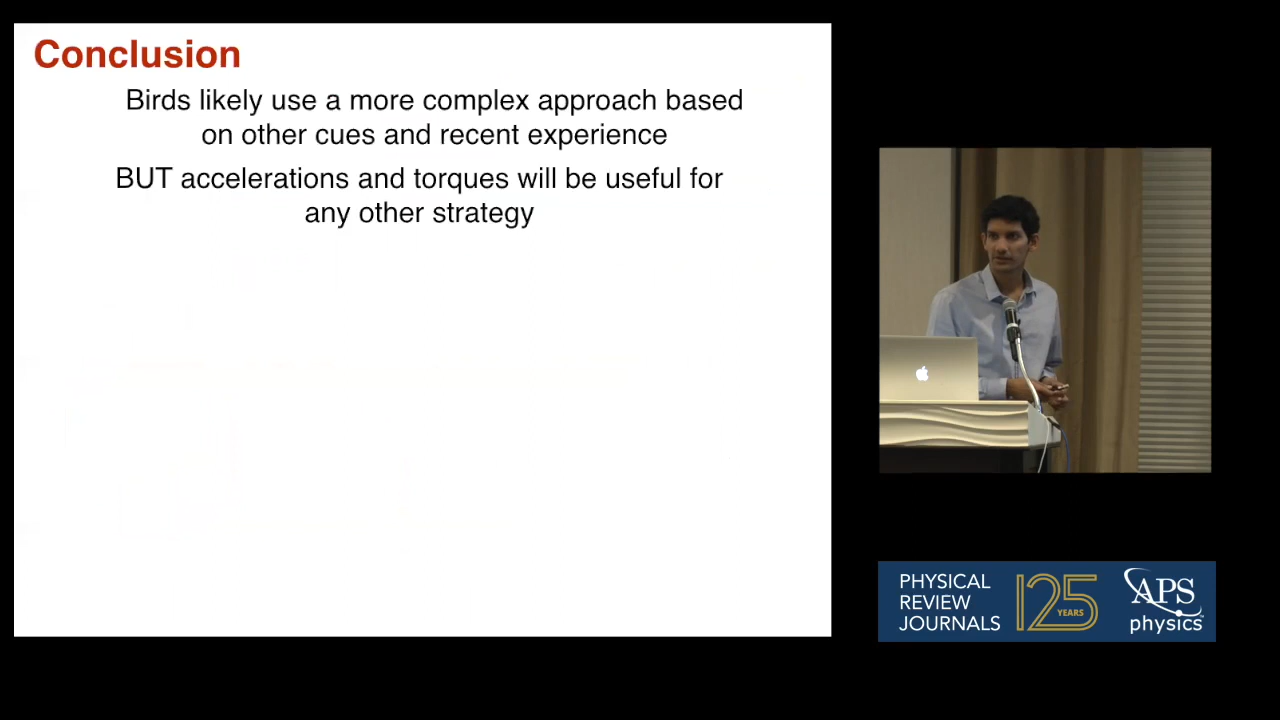 Conclusion
Birds likely use a more complex approach based
on other cues and recent experience
BUT accelerations and torques will be useful for
any other strategy
PHYSICAL
REVIEW
JOURNALS
125
YEARS
APS
physics